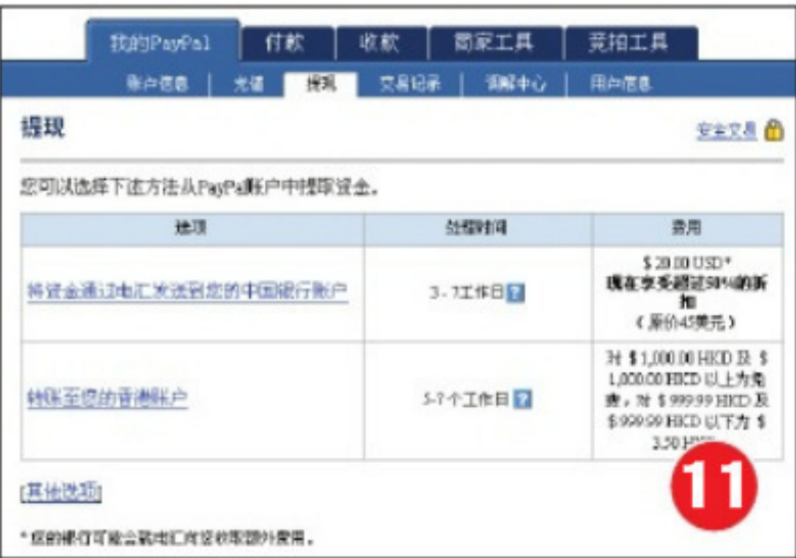 我的PayPal 付款 收款 商家工具 竞拍工具
账户信息 充值 提现 交易记录 调解中心 用户信息
提现
安全交易
您可以选择下述方法从PayPal账户中提取资金。
选项 处理时间 费用
将资金通过电汇发送到您的中国银行账户
3-7工作日?
$ 20.00 USD*
现在享受超过50%的折
扣
(原价45美元)
转账至您的香港账户
5-7个工作日?
对 $1,000.00 HKD 及 $
1,000.00 HKD 以上为免
费，对 $ 999.99 HKD 及
$ 999.99 HKD 以下为 $
3.50
11
[其他选项]
*您的银行可能会就电汇向您收取额外费用。